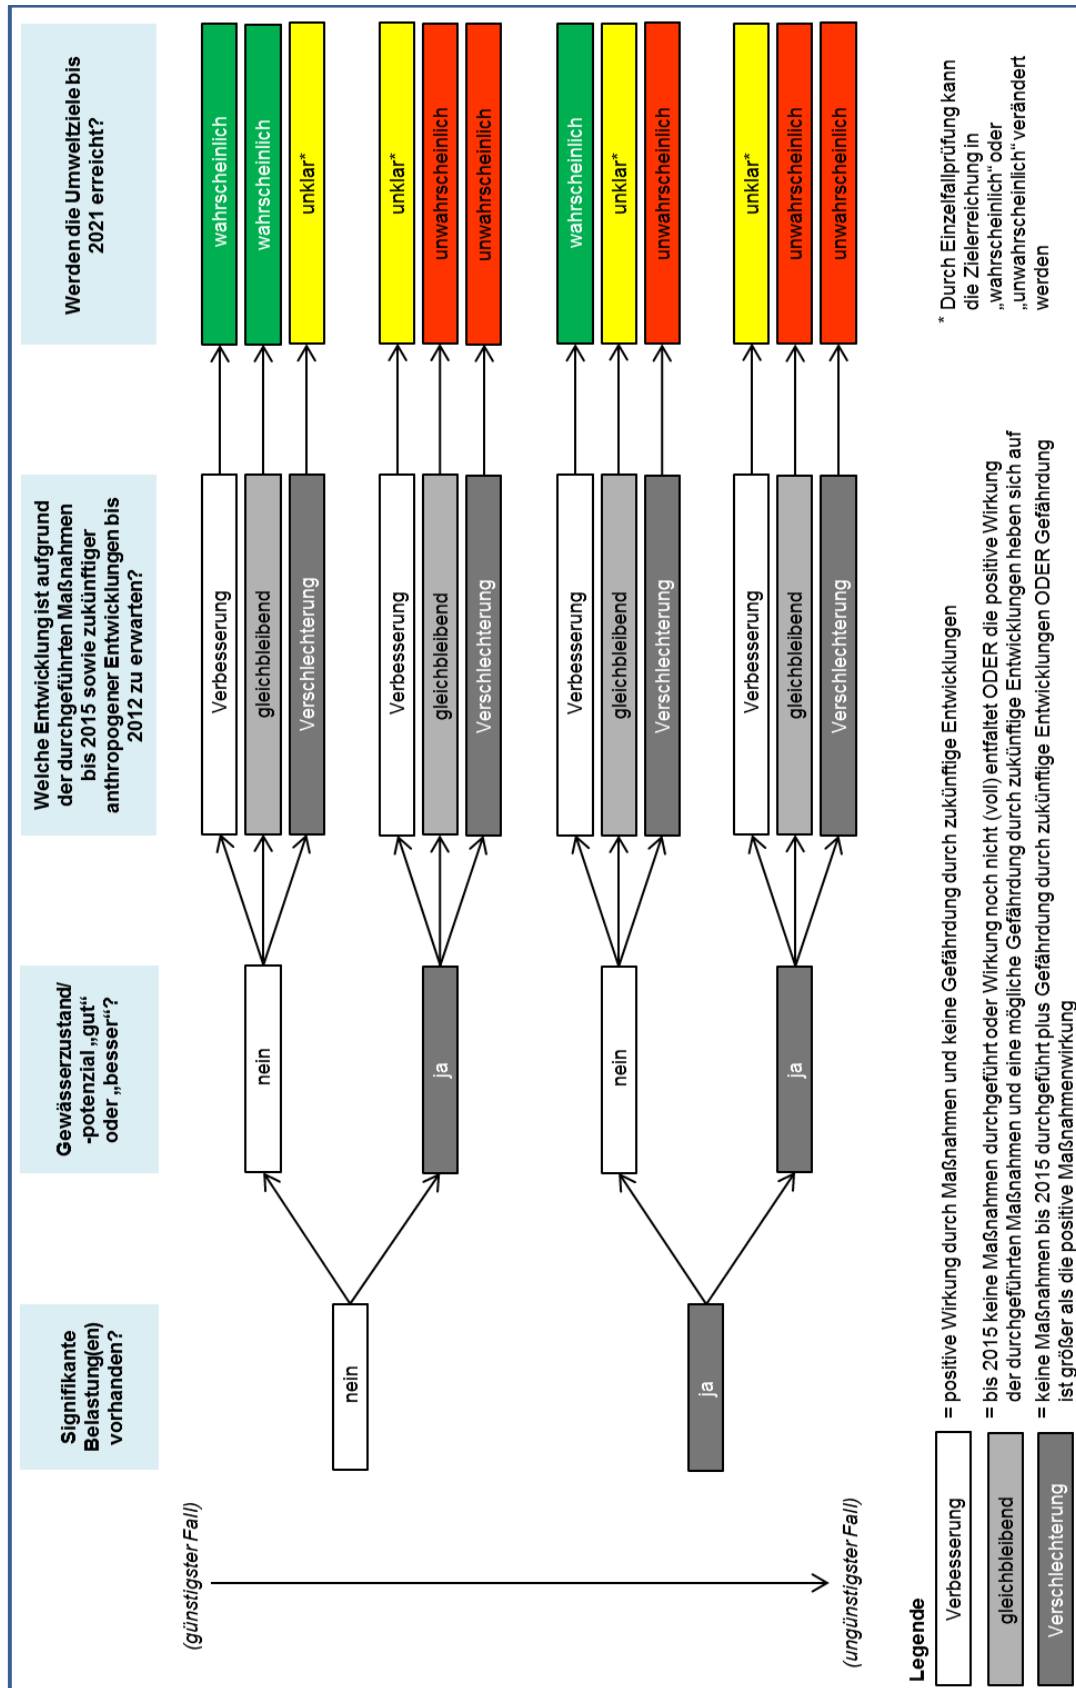 Signifikante
Belastung(en)
vorhanden?
Gewässerzustand/
-potenzial „gut“
oder „besser“?
Welche Entwicklung ist aufgrund
der durchgeführten Maßnahmen
bis 2015 sowie zukünftiger
anthropogener Entwicklungen bis
2012 zu erwarten?
Werden die Umweltziele bis
2021 erreicht?
(günstigster Fall)
(ungünstigster Fall)
nein
ja
nein
ja
nein
ja
Verbesserung
gleichbleibend
Verschlechterung
Verbesserung
gleichbleibend
Verschlechterung
Verbesserung
gleichbleibend
Verschlechterung
Verbesserung
gleichbleibend
Verschlechterung
wahrscheinlich
wahrscheinlich
unklar*
unklar*
unwahrscheinlich
unwahrscheinlich
wahrscheinlich
unklar*
unwahrscheinlich
unklar*
unwahrscheinlich
unwahrscheinlich
Legende
Verbesserung
= positive Wirkung durch Maßnahmen und keine Gefährdung durch zukünftige Entwicklungen
gleichbleibend
= bis 2015 keine Maßnahmen durchgeführt oder Wirkung noch nicht (voll) entfaltet ODER die positive Wirkung
der durchgeführten Maßnahmen und eine mögliche Gefährdung durch zukünftige Entwicklungen heben sich auf
Verschlechterung
= keine Maßnahmen bis 2015 durchgeführt plus Gefährdung durch zukünftige Entwicklungen ODER Gefährdung
ist größer als die positive Maßnahmenwirkung
* Durch Einzelfallprüfung kann
die Zielerreichung in
„wahrscheinlich“ oder
„unwahrscheinlich“ verändert
werden